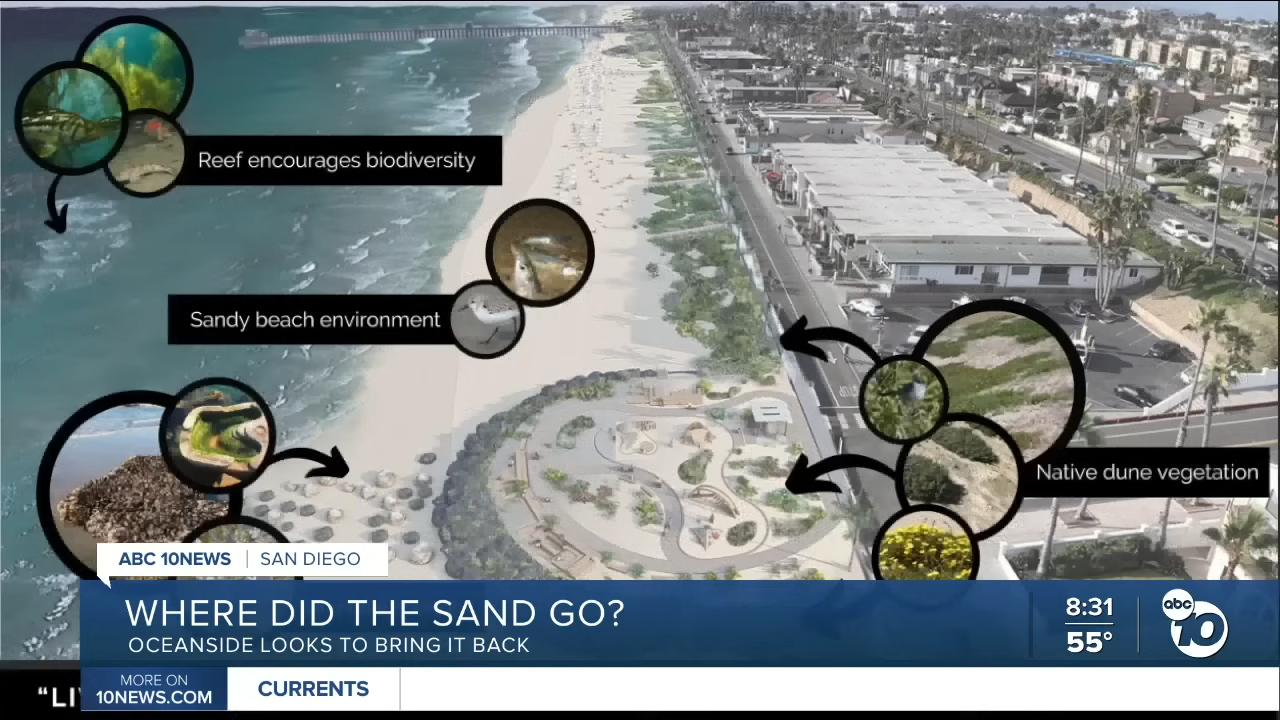 Reef encourages biodiversity
Sandy beach environment
Native dune vegetation
ABC 10NEWS | SAN DIEGO
WHERE DID THE SAND GO?
OCEANSIDE LOOKS TO BRING IT BACK
8:31
55°
abc
10
MORE ON
10NEWS.COM
CURRENTS
"LI